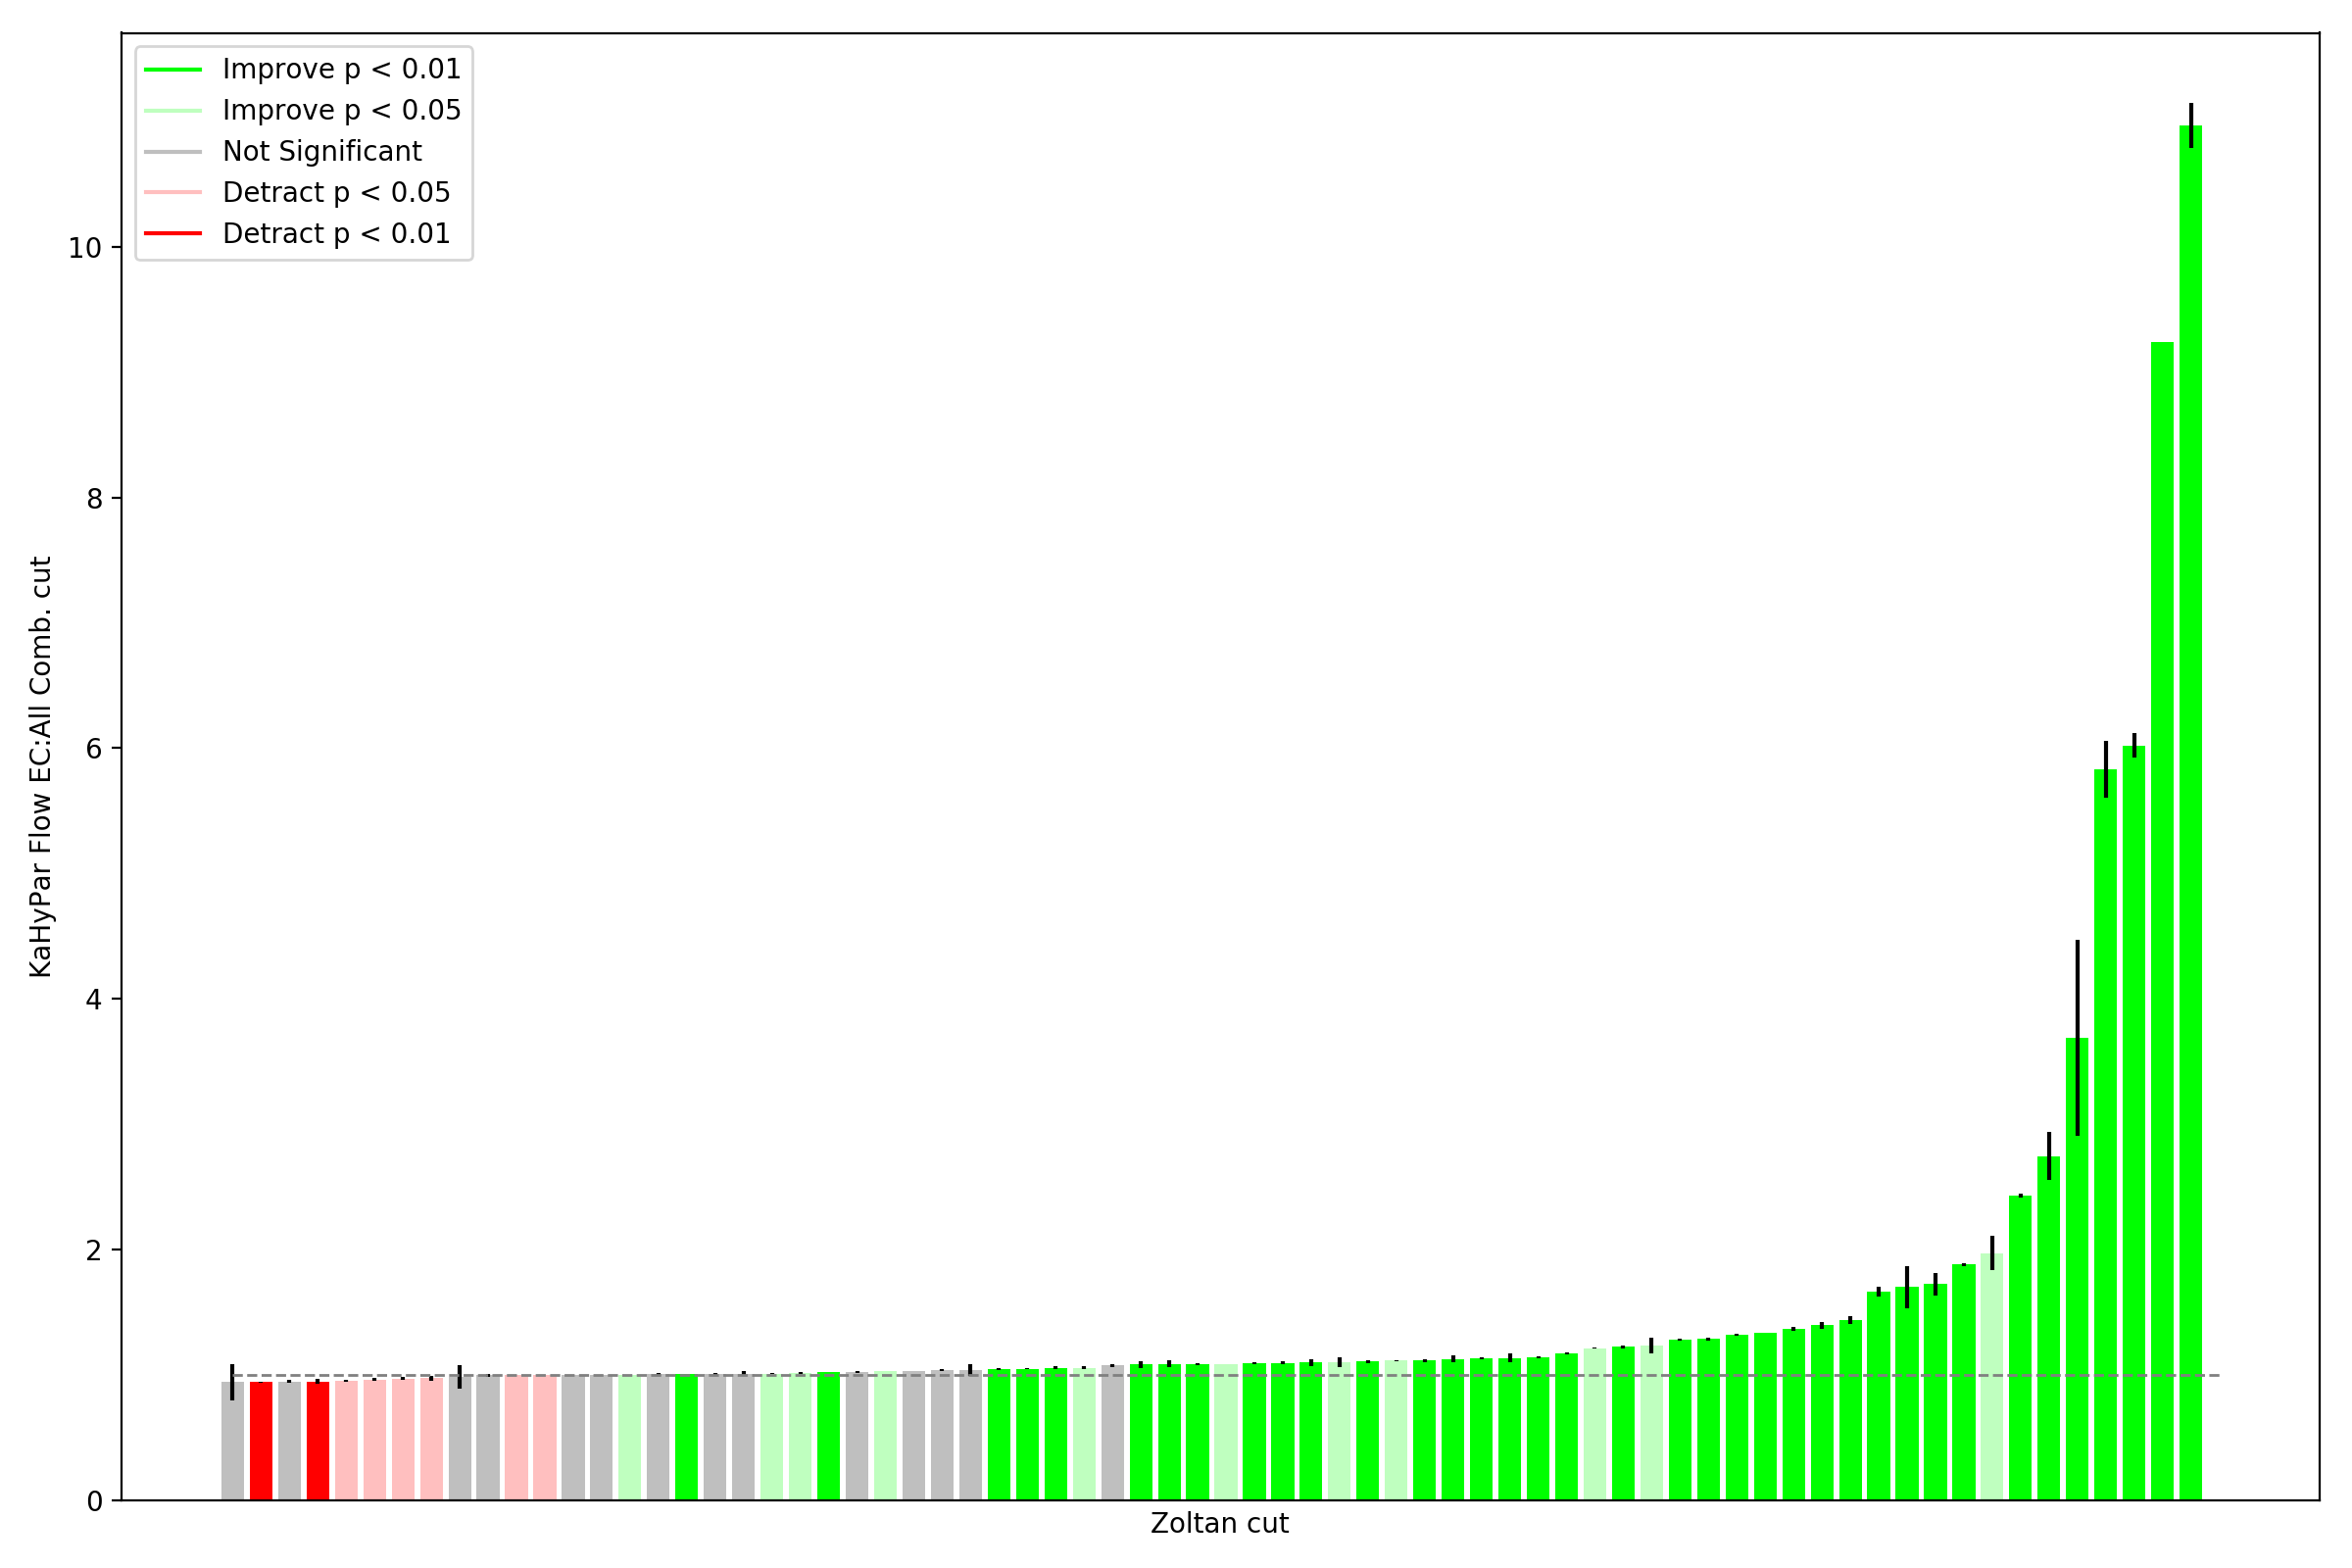 Improve p < 0.01
Improve p < 0.05
Not Significant
Detract p < 0.05
Detract p < 0.01
10
8
6
4
2
0
KaHyPar Flow EC:All Comb. cut
Zoltan cut